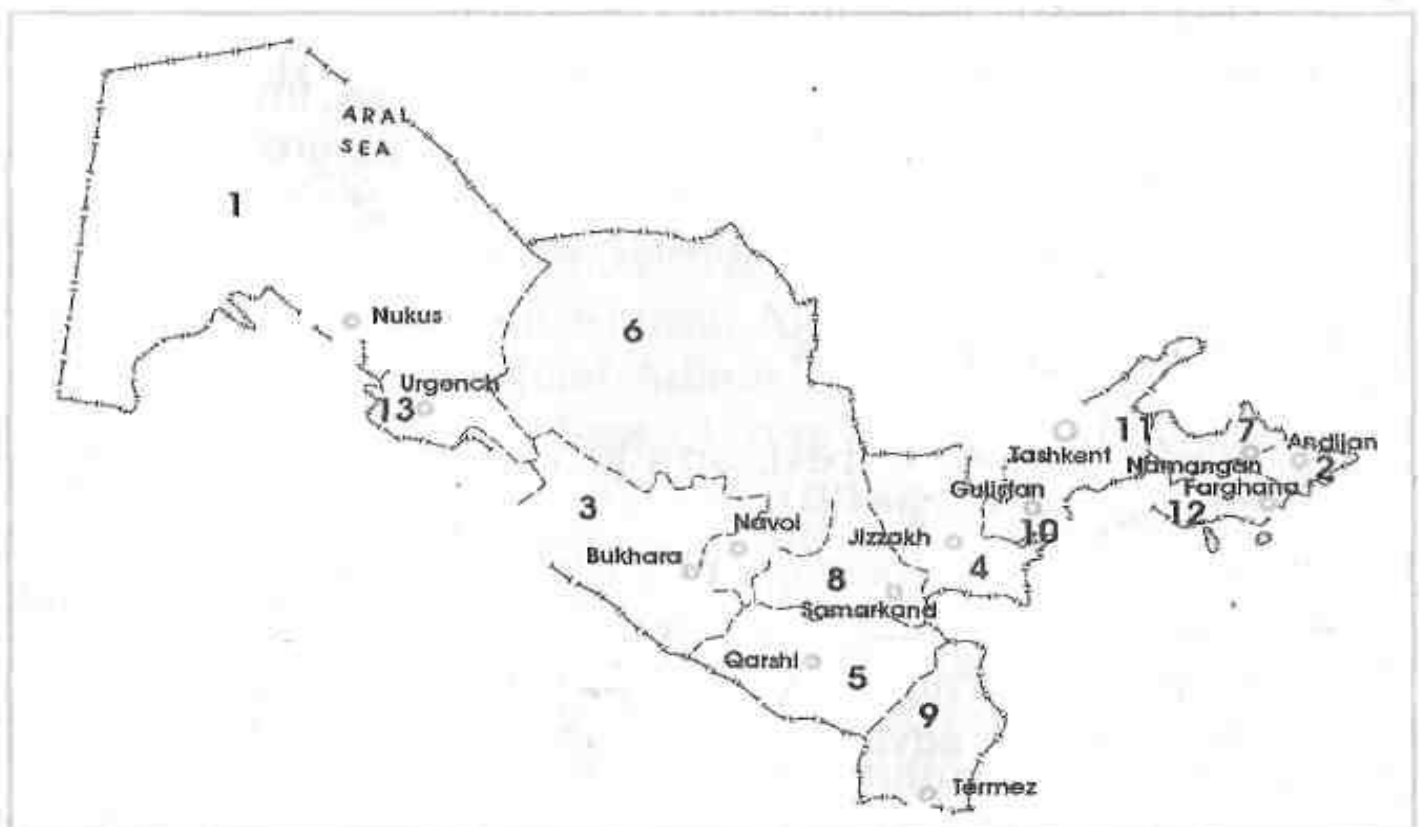 ARAL
SEA
1
Nukus
6
Urgench
13
11
7
Andijan
Tashkent
Namangan
2
Gulistan
Farghana
3
12
Navoi
10
Bukhara
Jizzakh
8
4
Samarkand
Qarshi
5
9
Termez